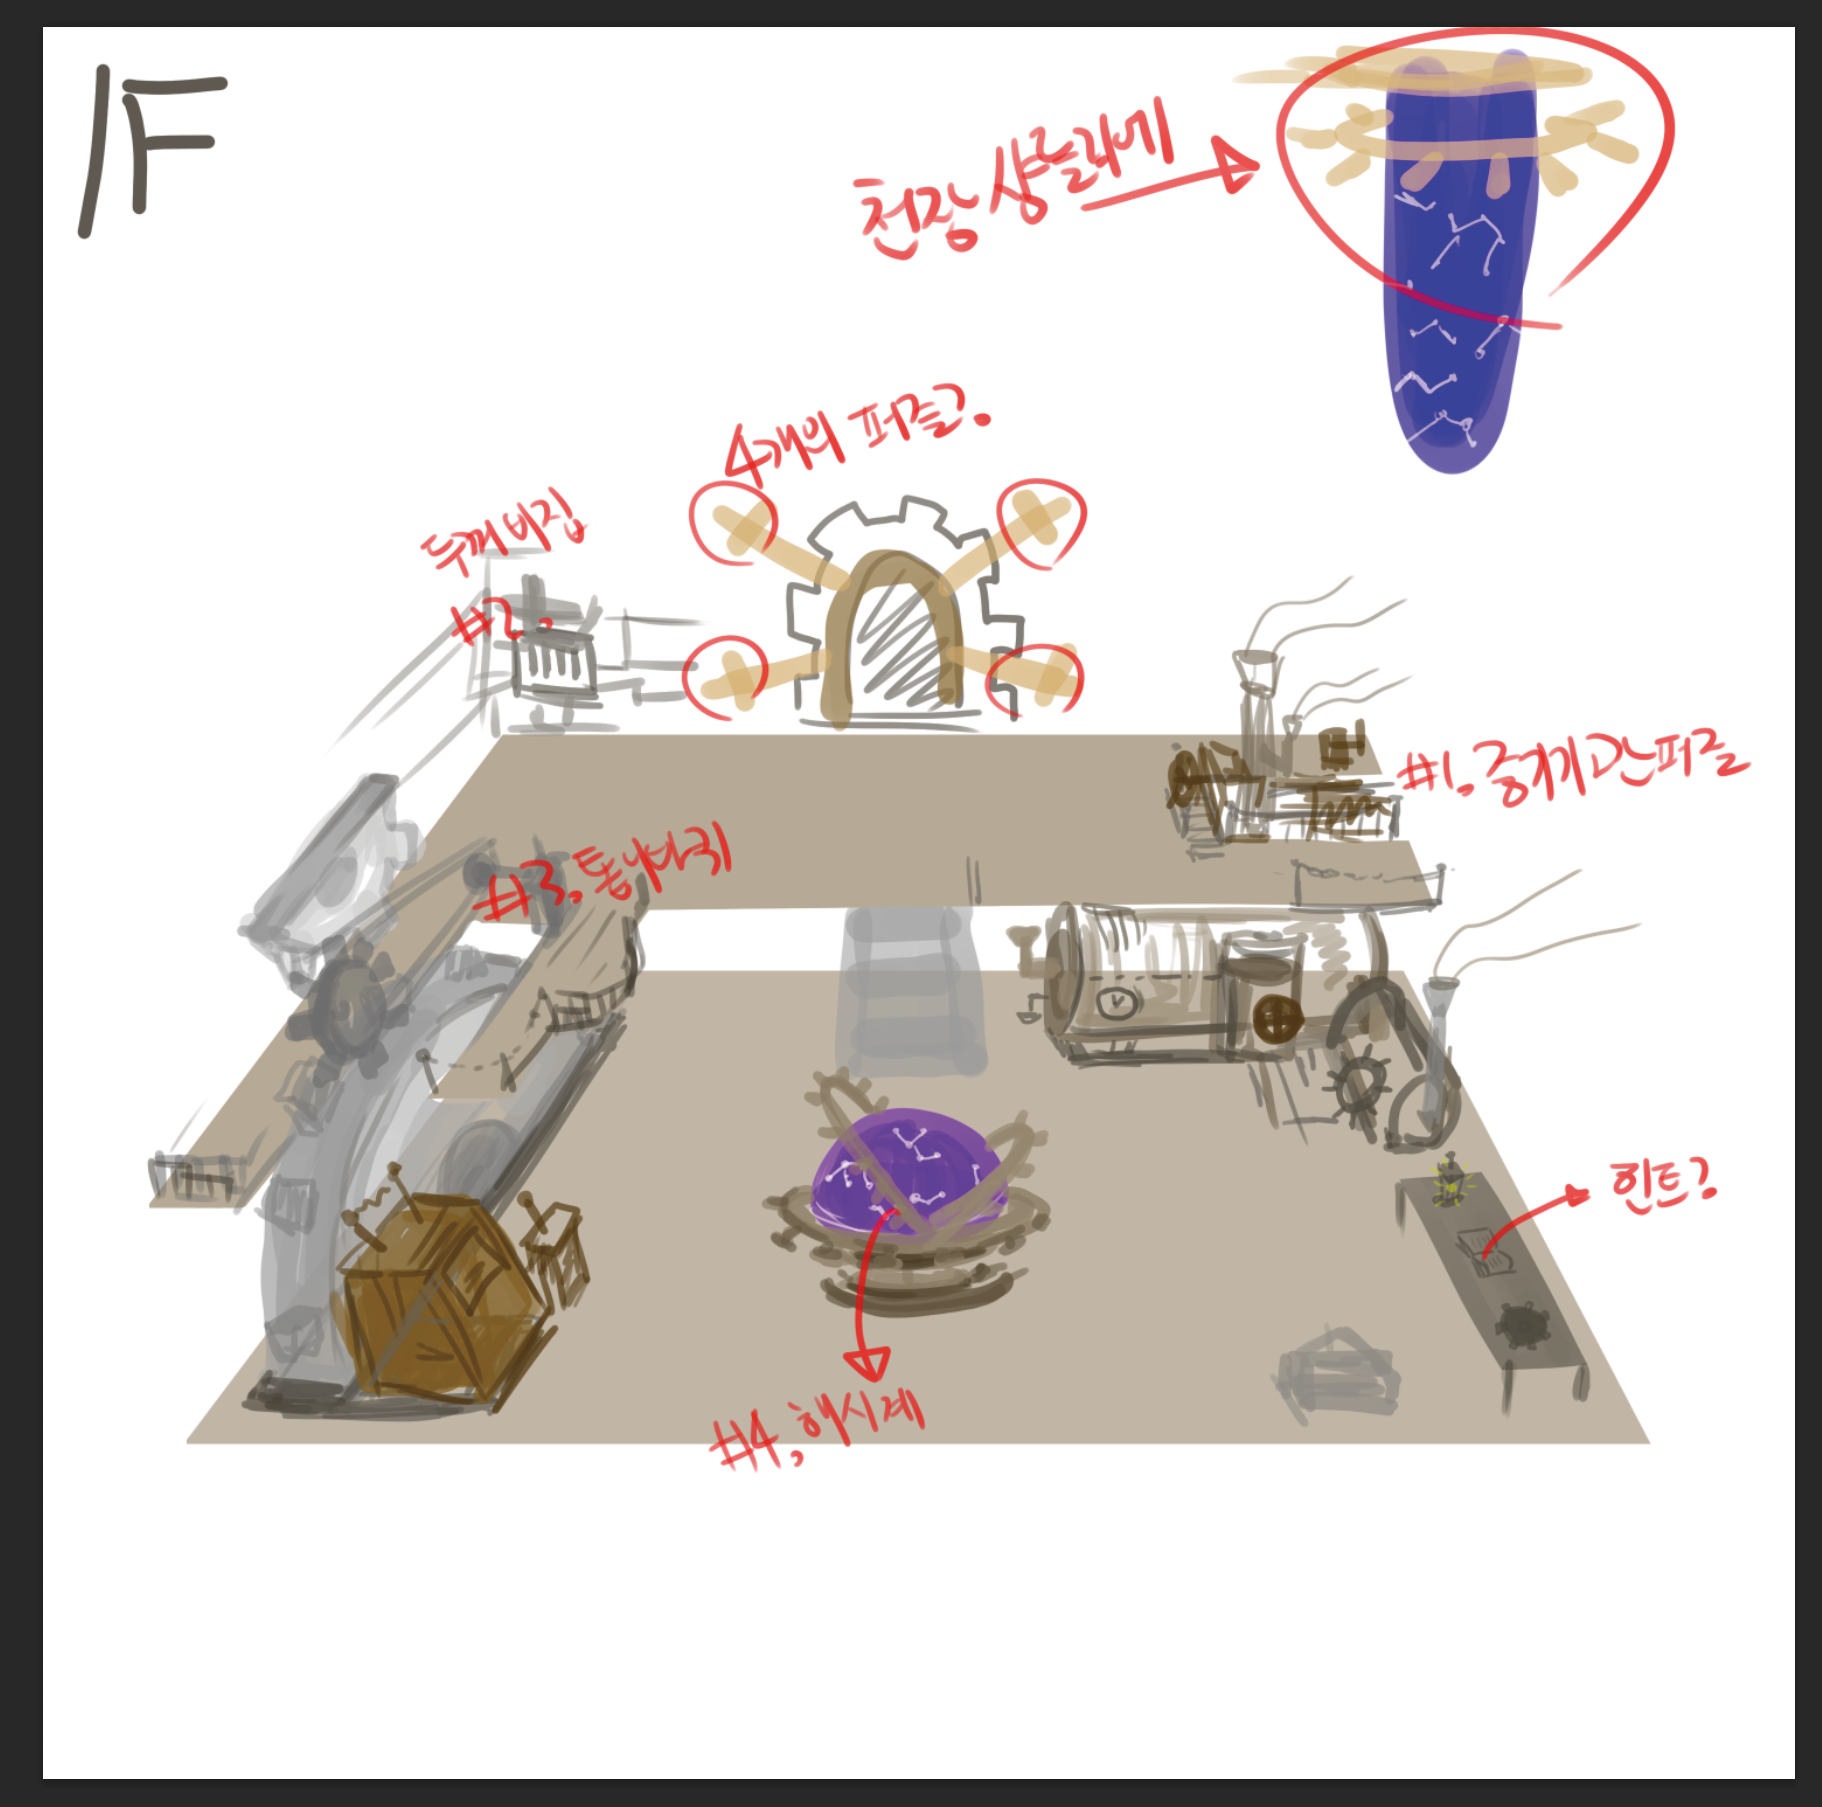 1F
천장 샹들리에
4개의 퍼즐?
두꺼비집
#2.
#1. 증기기관퍼즐
#3. 톱니바퀴
힌트?
#4. 해시계